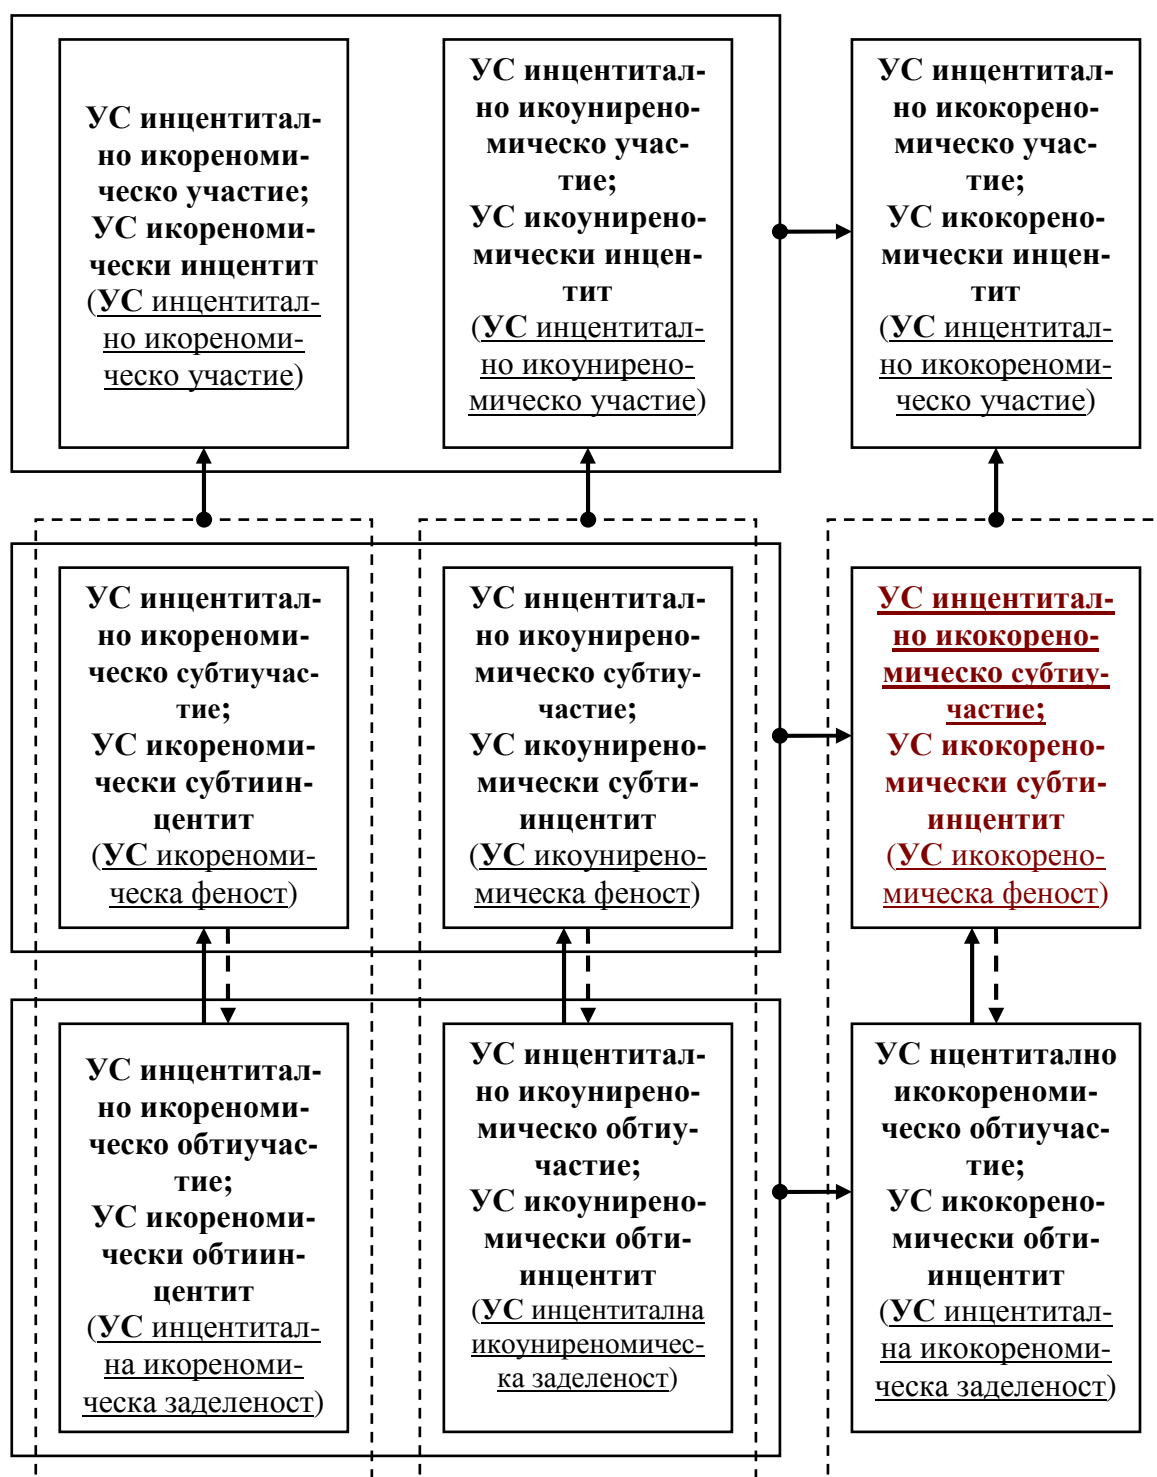 УС инцентитал-
но икореноми-
ческо участие;
УС икореноми-
чески инцентит
(УС инцентитал-
но икореноми-
ческо участие)
УС инцентитал-
но икоунирено-
мическо учас-
тие;
УС икоунирено-
мически инцен-
тит
(УС инцентитал-
но икоунирено-
мическо участие)
УС инцентитал-
но икокорено-
мическо учас-
тие;
УС икокорено-
мически инцен-
тит
(УС инцентитал-
но икокореноми-
ческо участие)
УС инцентитал-
но икореноми-
ческо субтиучас-
тие;
УС икореноми-
чески субтиин-
центит
(УС икореноми-
ческа феност)
УС инцентитал-
но икоунирено-
мическо субтиу-
частие;
УС икоунирено-
мически субти-
инцентит
(УС икоунирено-
мическа феност)
УС инцентитал-
но икокорено-
мическо субтиу-
частие;
УС икокорено-
мически субти-
инцентит
(УС икокорено-
мическа феност)
УС инцентитал-
но икореноми-
ческо обтиучас-
тие;
УС икореноми-
чески обтиин-
центит
(УС инцентитал-
на икореноми-
ческа заделеност)
УС инцентитал-
но икоунирено-
мическо обтиу-
частие;
УС икоунирено-
мически обти-
инцентит
(УС инцентитална
икоуниреномичес-
ка заделеност)
УС нцентитално
икокореноми-
ческо обтиучас-
тие;
УС икокорено-
мически обти-
инцентит
(УС инцентитал-
на икокореноми-
ческа заделеност)